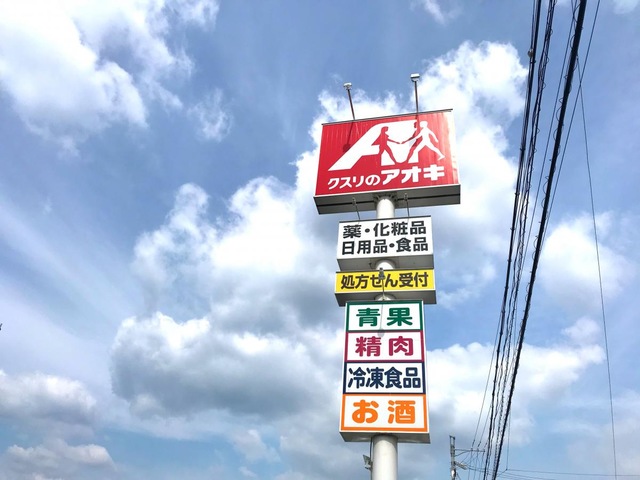 クスリのアオキ
薬・化粧品
日用品・食品
処方せん受付
青果
精肉
冷凍食品
お酒